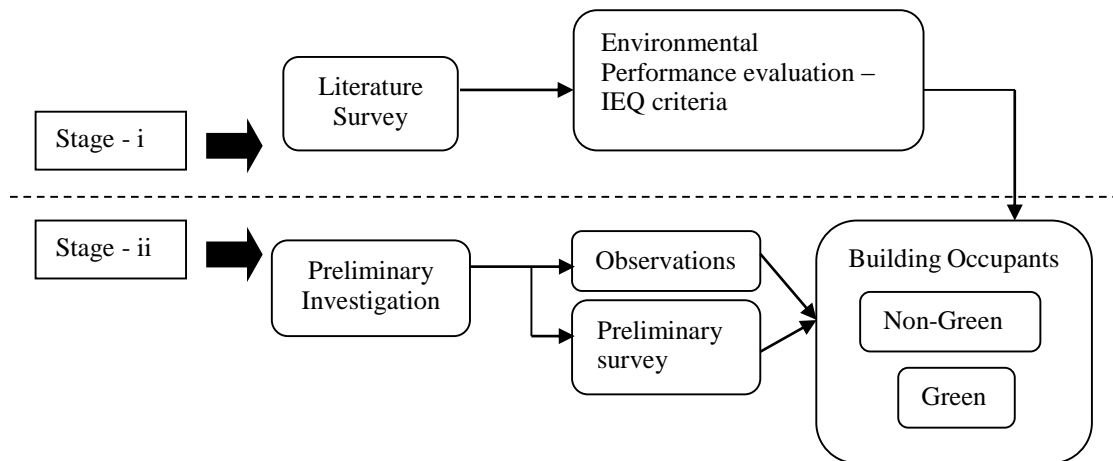 Stage - i
Literature
Survey
Environmental
Performance evaluation –
IEQ criteria
Stage - ii
Preliminary
Investigation
Observations
Preliminary
survey
Building Occupants
Non-Green
Green